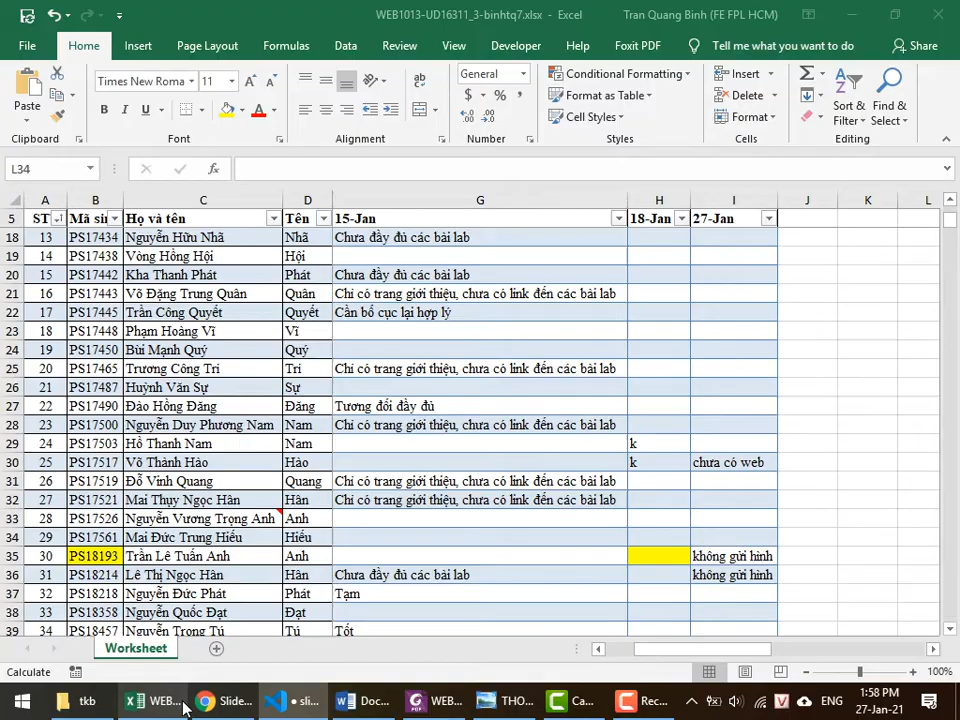 WEB1013-UD16311_3-binhtq7.xlsx - Excel
Tran Quang Binh (FE FPL HCM)
File Home Insert Page Layout Formulas Data Review View Developer Help Foxit PDF Tell me what you want to do Share
Times New Roma 11 General
Paste
Conditional Formatting
Format as Table
Cell Styles
Insert
Delete
Format
Sort & Filter
Find & Select
Clipboard Font Alignment Number Styles Cells Editing
L34
A B C D G H I J K L
5 ST Mã si Họ và tên Tên 15-Jan 18-Jan 27-Jan
18 13 PS17434 Nguyễn Hữu Nhã Nhã Chưa đầy đủ các bài lab
19 14 PS17438 Vòng Hồng Hội Hội
20 15 PS17442 Kha Thanh Phát Phát Chưa đầy đủ các bài lab
21 16 PS17443 Võ Đặng Trung Quân Quân Chỉ có trang giới thiệu, chưa có link đến các bài lab
22 17 PS17445 Trần Công Quyết Quyết Cần bố cục lại hợp lý
23 18 PS17448 Phạm Hoàng Vĩ Vĩ
24 19 PS17450 Bùi Mạnh Quý Quý
25 20 PS17465 Trương Công Trí Trí Chỉ có trang giới thiệu, chưa có link đến các bài lab
26 21 PS17487 Huỳnh Văn Sự Sự
27 22 PS17490 Đào Hồng Đăng Đăng Tương đối đầy đủ
28 23 PS17500 Nguyễn Duy Phương Nam Nam Chỉ có trang giới thiệu, chưa có link đến các bài lab
29 24 PS17503 Hồ Thanh Nam Nam k
30 25 PS17517 Võ Thành Hào Hào k chưa có web
31 26 PS17519 Đỗ Vinh Quang Quang Chỉ có trang giới thiệu, chưa có link đến các bài lab
32 27 PS17521 Mai Thụy Ngọc Hân Hân Chỉ có trang giới thiệu, chưa có link đến các bài lab
33 28 PS17526 Nguyễn Vương Trọng Anh Anh
34 29 PS17561 Mai Đức Trung Hiếu Hiếu
35 30 PS18193 Trần Lê Tuấn Anh Anh không gửi hình
36 31 PS18214 Lê Thị Ngọc Hân Hân Chưa đầy đủ các bài lab không gửi hình
37 32 PS18218 Nguyễn Đức Phát Phát Tạm
38 33 PS18358 Nguyễn Quốc Đạt Đạt
39 34 PS18457 Nguyễn Trọng Tú Tú Tốt
Worksheet
Calculate 100%
tkb WEB... Slide... sli... Doc... WEB... THO... Ca... Rec... ENG 1:58 PM
27-Jan-21